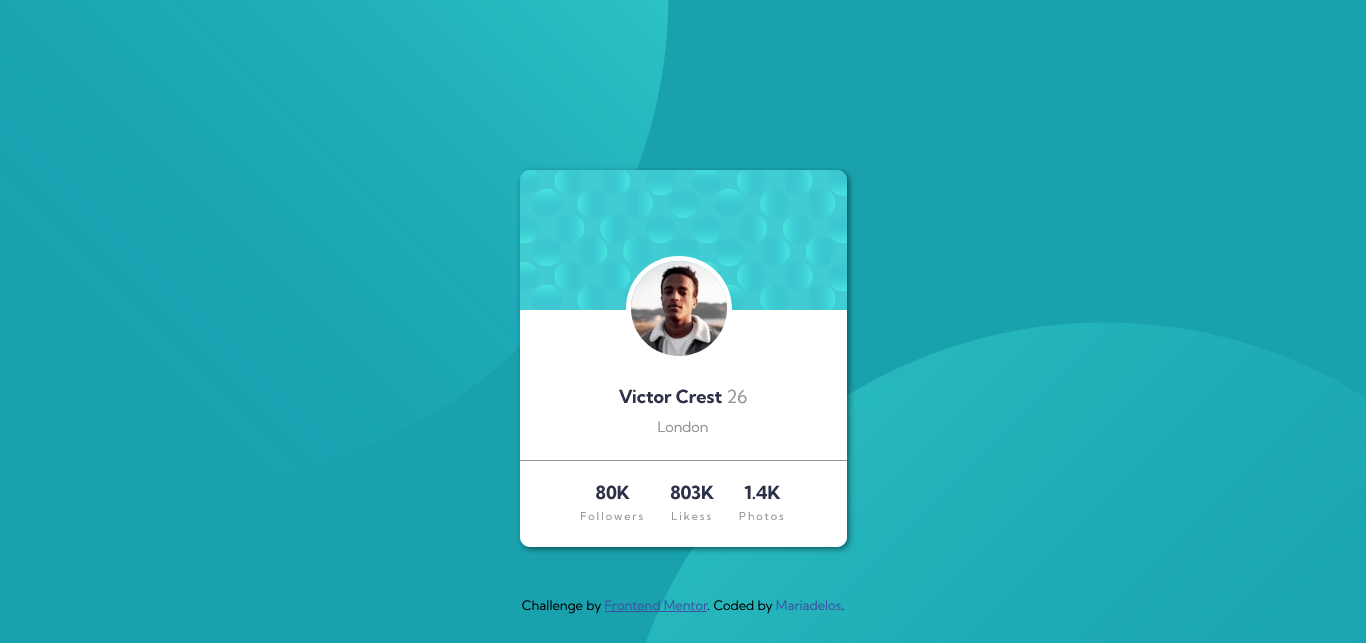 Victor Crest 26
London
80K 803K 1.4K
Followers Likess Photos
Challenge by Frontend Mentor. Coded by Mariadelos.